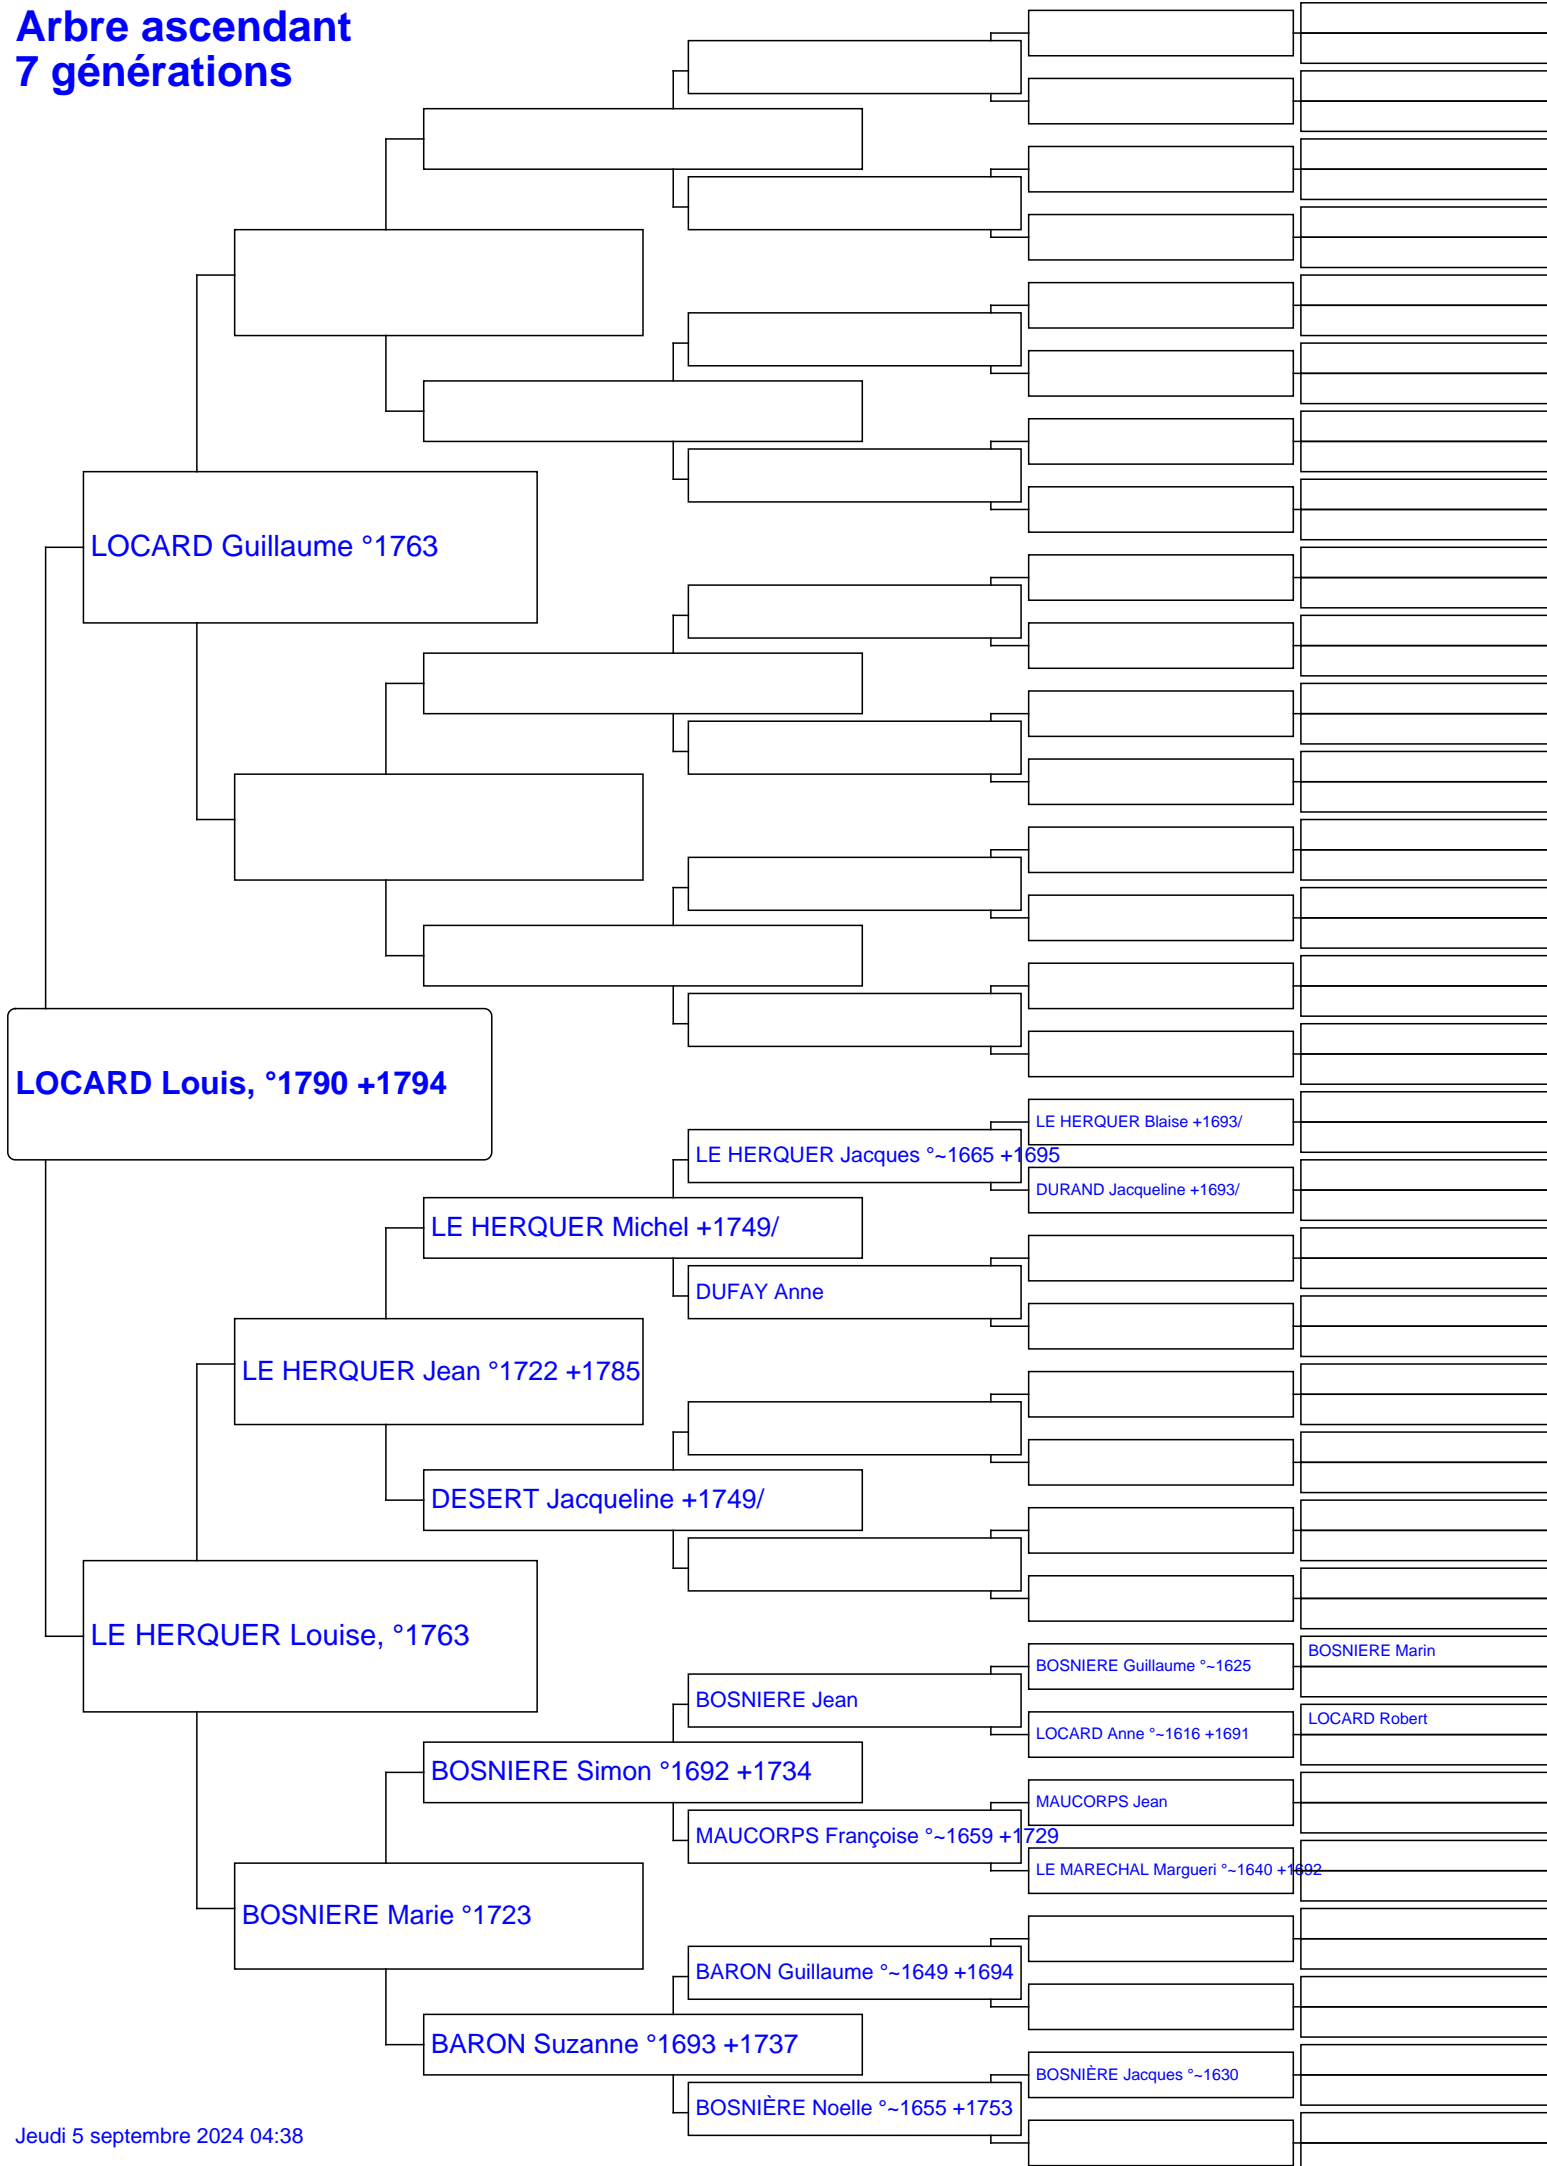 Arbre ascendant
7 générations
LOCARD Guillaume °1763
LOCARD Louis, °1790 +1794
LE HERQUER Blaise +1693/
LE HERQUER Jacques °~1665 +1695
DURAND Jacqueline +1693/
LE HERQUER Michel +1749/
DUFAY Anne
LE HERQUER Jean °1722 +1785
DESERT Jacqueline +1749/
LE HERQUER Louise, °1763
BOSNIERE Marin
BOSNIERE Guillaume °~1625
BOSNIERE Jean
LOCARD Robert
LOCARD Anne °~1616 +1691
BOSNIERE Simon °1692 +1734
MAUCORPS Jean
MAUCORPS Françoise °~1659 +1729
LE MARECHAL Margueri °~1640 +1692
BOSNIERE Marie °1723
BARON Guillaume °~1649 +1694
BARON Suzanne °1693 +1737
BOSNIÈRE Jacques °~1630
BOSNIÈRE Noelle °~1655 +1753
Jeudi 5 septembre 2024 04:38